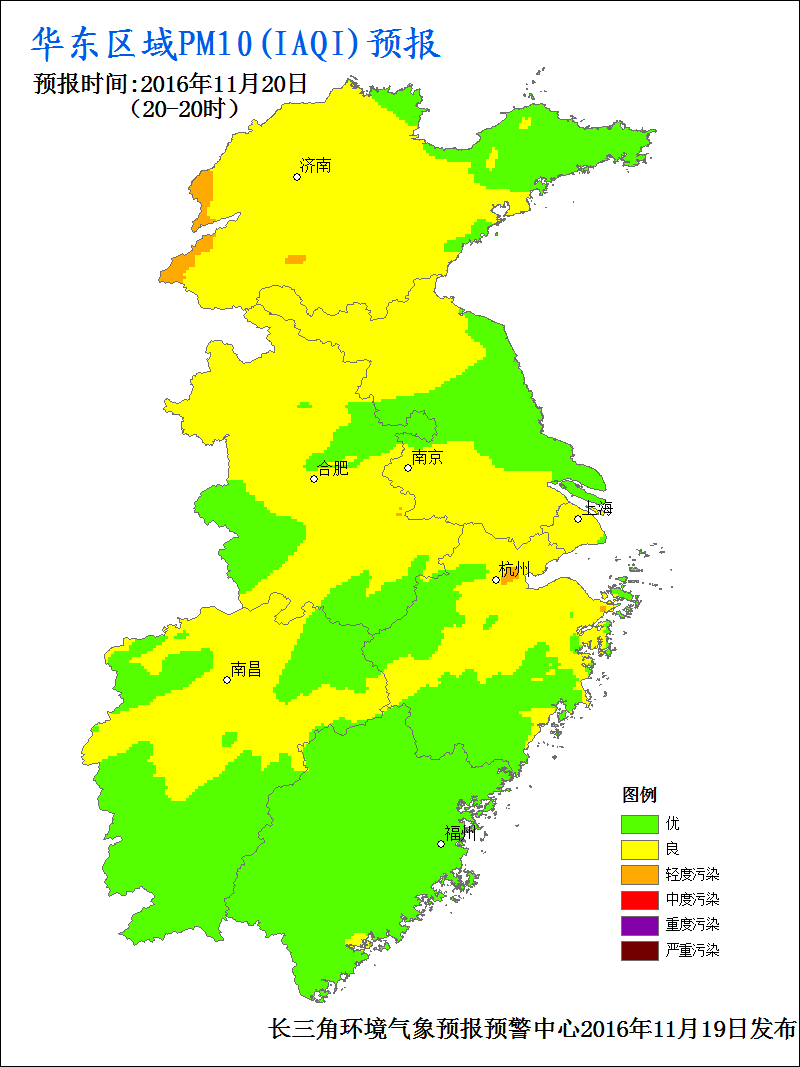 华东区域PM10(IAQI)预报
预报时间:2016年11月20日
（20-20时）
济南
南京
合肥
上海
杭州
南昌
图例
优
良
福州
轻度污染
中度污染
重度污染
严重污染
长三角环境气象预报预警中心2016年11月19日发布